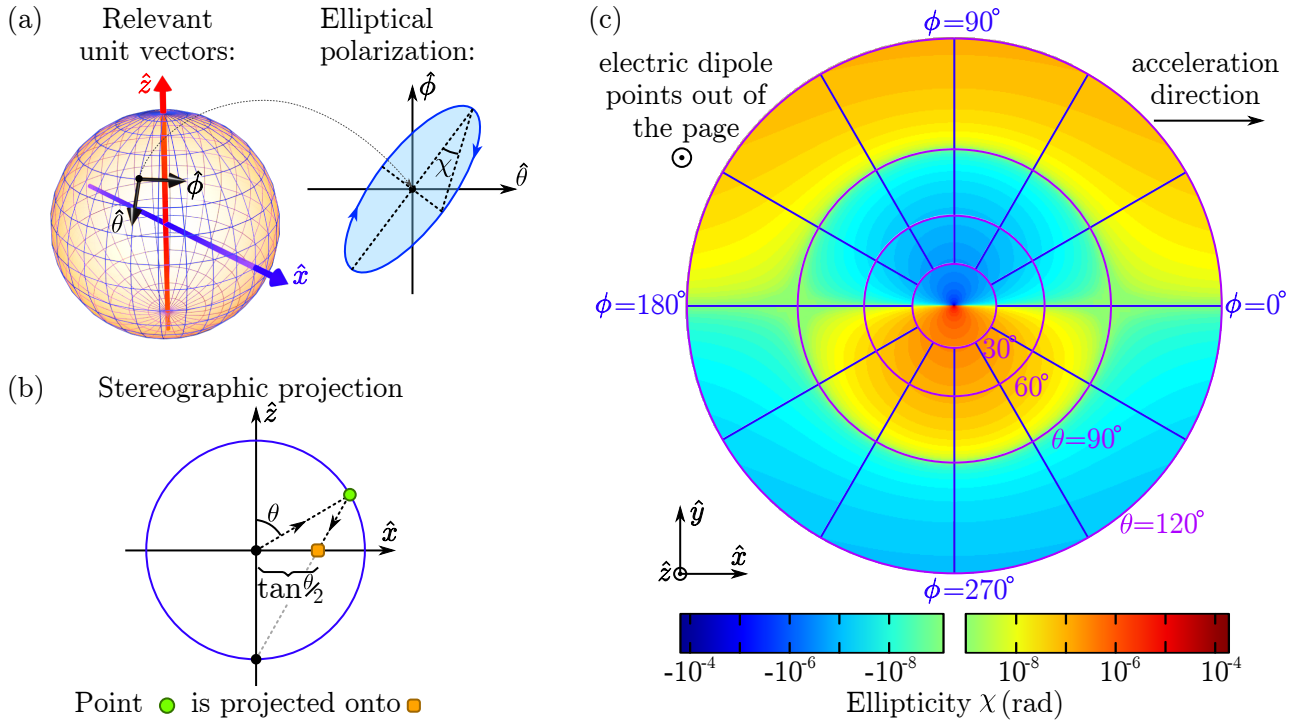 (a)
Relevant
unit vectors:
ẑ
ϕ̂
θ̂
x̂
Elliptical
polarization:
ϕ̂
χ
θ̂
(b)
Stereographic projection
ẑ
θ
x̂
tan θ/2
Point is projected onto
(c)
ϕ=90°
electric dipole
points out of
the page
acceleration
direction
ϕ=180°
ϕ=0°
30°
60°
θ=90°
θ=120°
ŷ
x̂
ẑ
ϕ=270°
-10⁻⁴ -10⁻⁶ -10⁻⁸ 10⁻⁸ 10⁻⁶ 10⁻⁴
Ellipticity χ (rad)